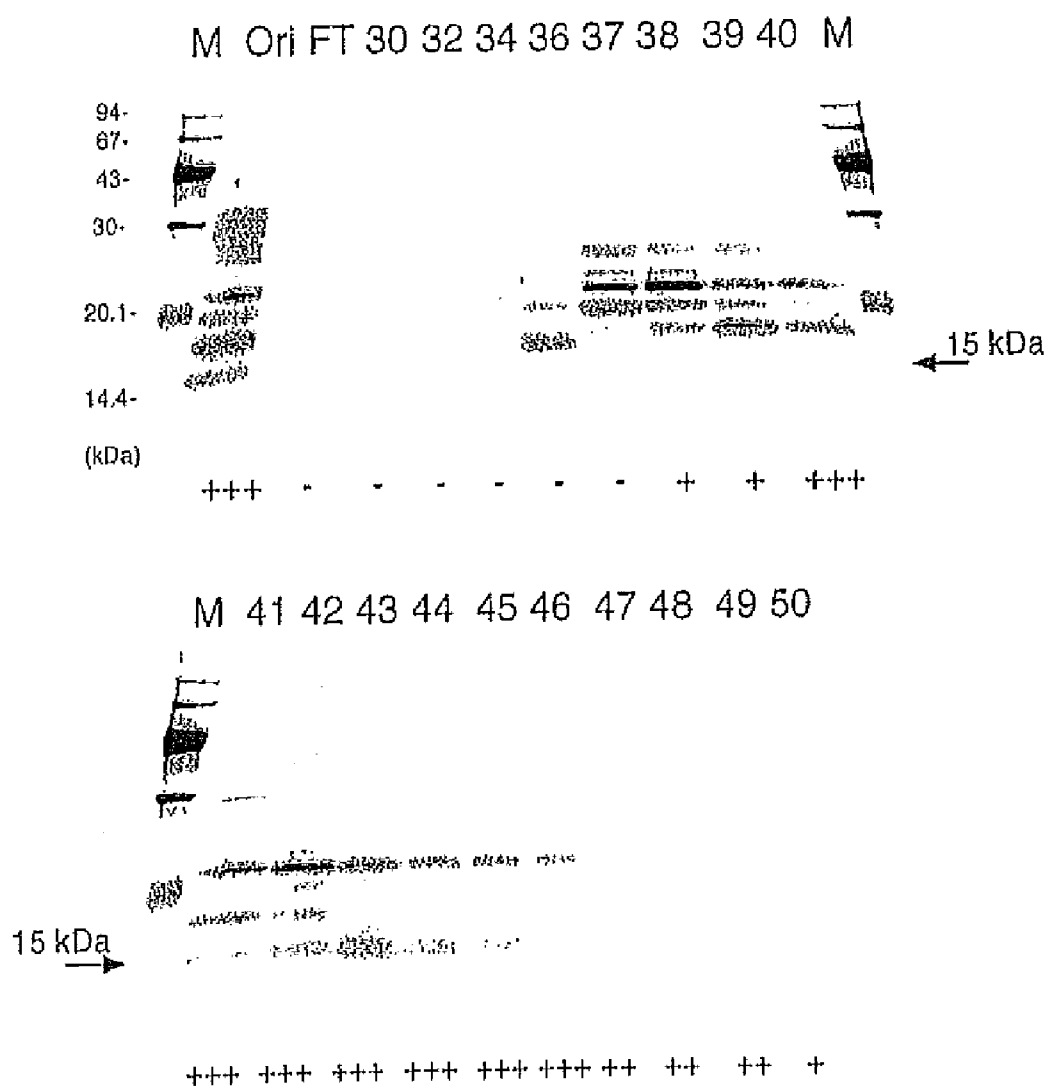 M Ori FT 30 32 34 36 37 38 39 40 M
94-
67-
43-
30-
20.1-
15 kDa
14.4-
(kDa)
+++ - - - - - - + + +++
M 41 42 43 44 45 46 47 48 49 50
15 kDa
+++ +++ +++ +++ +++ +++ ++ ++ ++ +